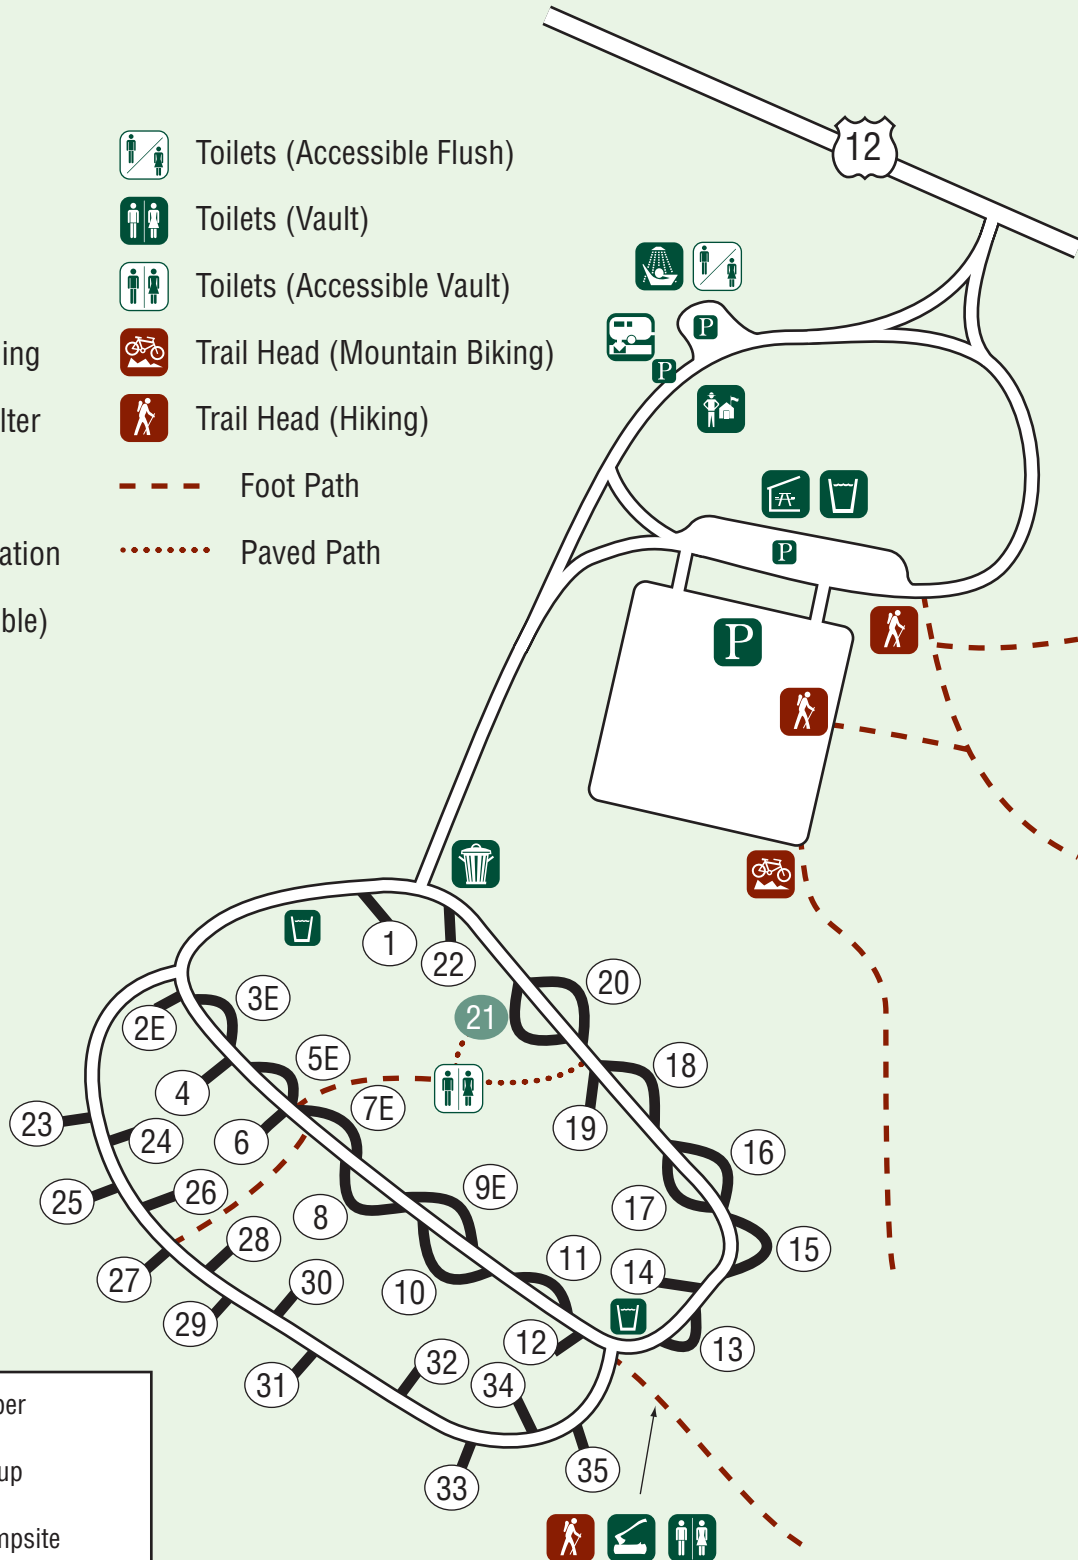 12
Toilets (Accessible Flush)
Toilets (Vault)
Toilets (Accessible Vault)
ing
Trail Head (Mountain Biking)
lter
Trail Head (Hiking)
Foot Path
ation
Paved Path
ble)
P
P
P
P
1
22
20
3E
2E
21
5E
18
4
7E
23
24
6
19
16
25
26
9E
17
8
28
11
15
27
30
10
14
29
12
13
32
31
34
33
35
per
up
mpsite